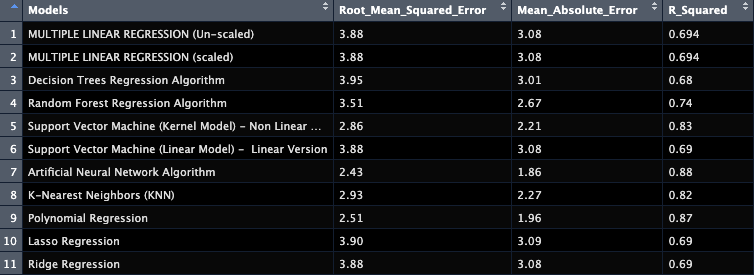 Models Root_Mean_Squared_Error Mean_Absolute_Error R_Squared
1 MULTIPLE LINEAR REGRESSION (Un-scaled) 3.88 3.08 0.694
2 MULTIPLE LINEAR REGRESSION (scaled) 3.88 3.08 0.694
3 Decision Trees Regression Algorithm 3.95 3.01 0.68
4 Random Forest Regression Algorithm 3.51 2.67 0.74
5 Support Vector Machine (Kernel Model) - Non Linear ... 2.86 2.21 0.83
6 Support Vector Machine (Linear Model) - Linear Version 3.88 3.08 0.69
7 Artificial Neural Network Algorithm 2.43 1.86 0.88
8 K-Nearest Neighbors (KNN) 2.93 2.27 0.82
9 Polynomial Regression 2.51 1.96 0.87
10 Lasso Regression 3.90 3.09 0.69
11 Ridge Regression 3.88 3.08 0.69